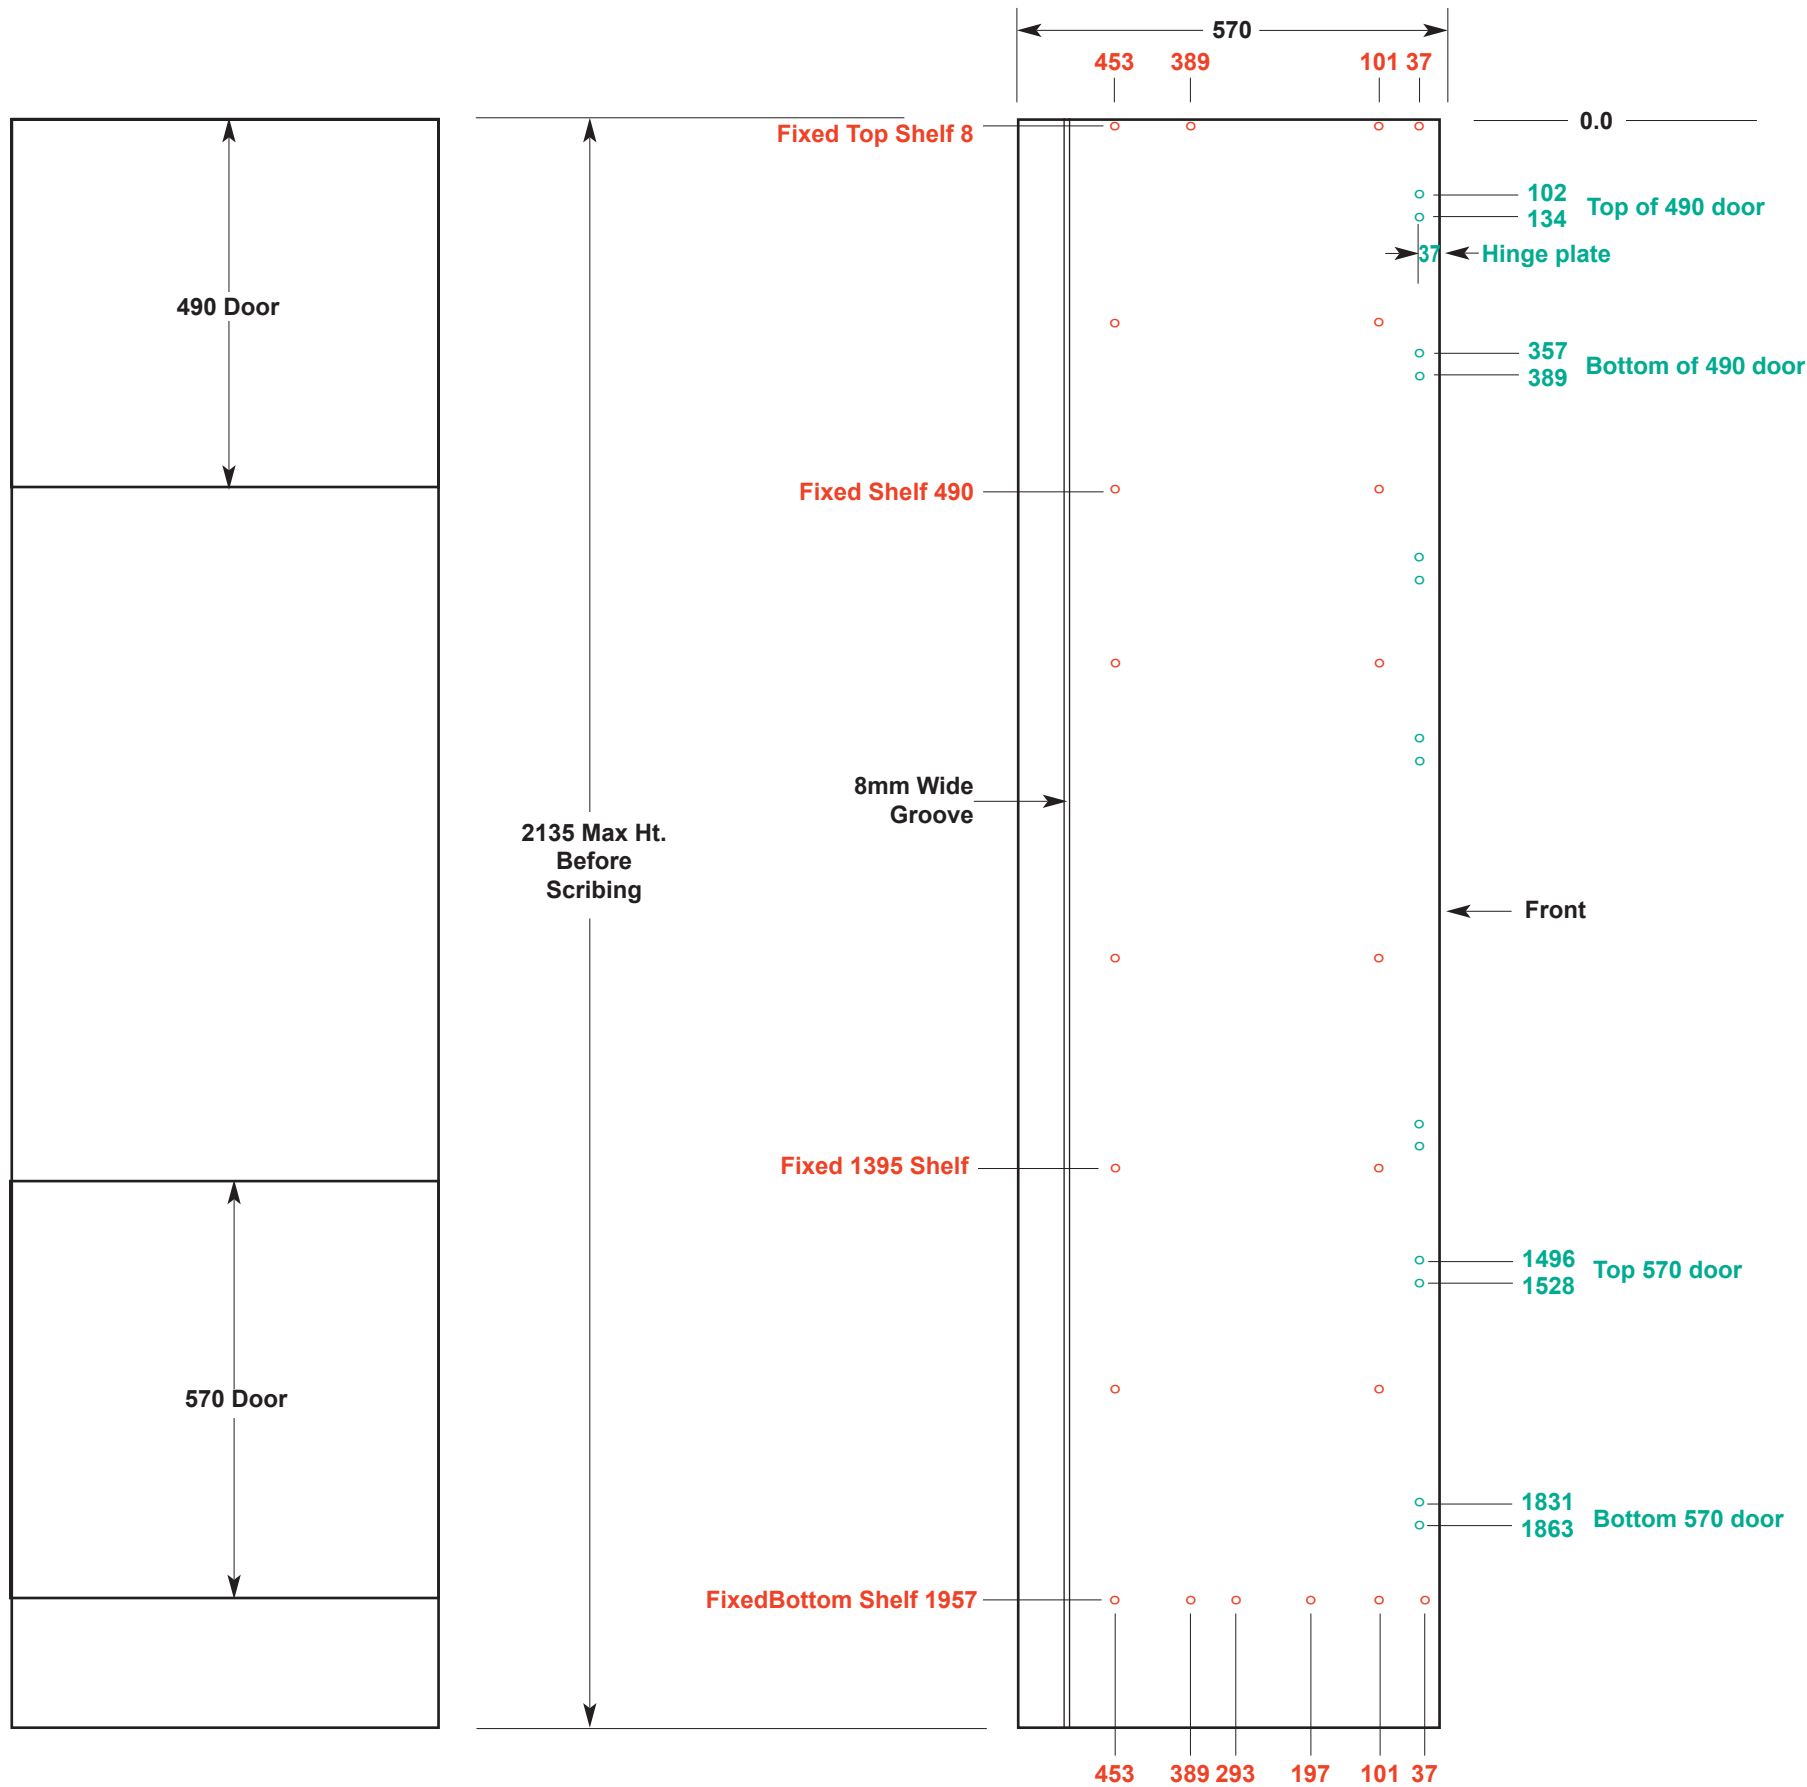 570
453 389 101 37
0.0
Fixed Top Shelf 8
102
134
Top of 490 door
37
Hinge plate
490 Door
357
389
Bottom of 490 door
Fixed Shelf 490
8mm Wide
Groove
2135 Max Ht.
Before
Scribing
Front
Fixed 1395 Shelf
1496
1528
Top 570 door
570 Door
1831
1863
Bottom 570 door
FixedBottom Shelf 1957
453 389 293 197 101 37